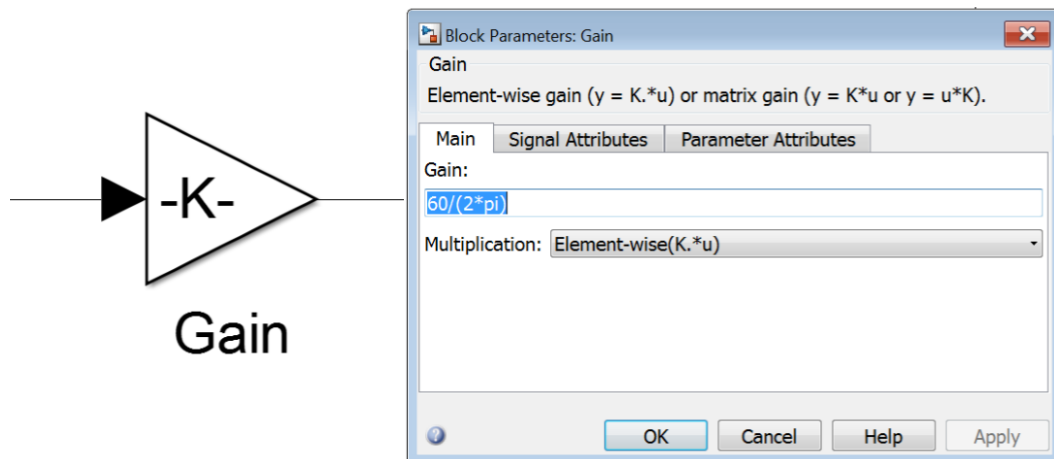 -K-
Gain
Block Parameters: Gain
Gain
Element-wise gain (y = K.*u) or matrix gain (y = K*u or y = u*K).
Main Signal Attributes Parameter Attributes
Gain:
60/(2*pi)
Multiplication: Element-wise(K.*u)
OK Cancel Help Apply